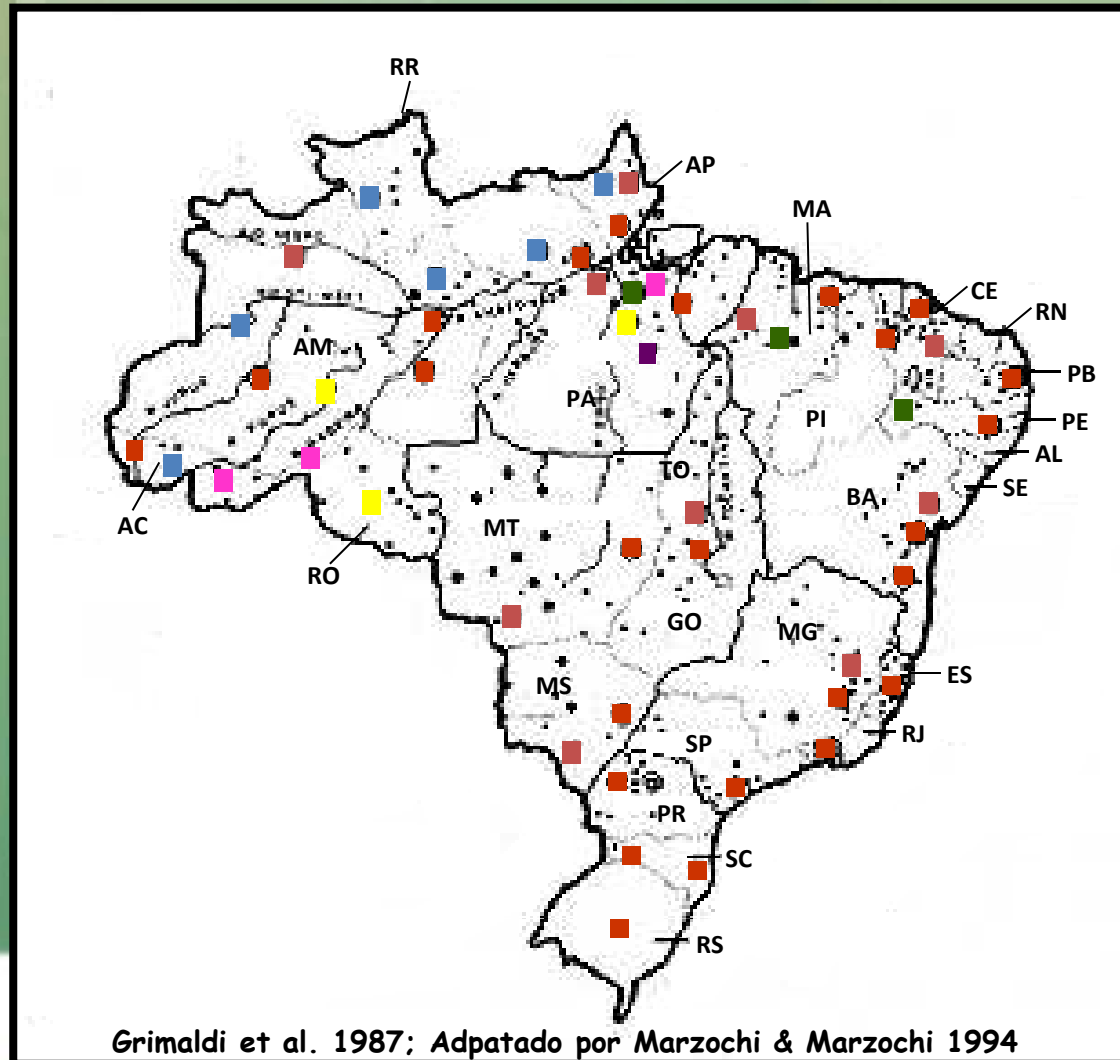 RR
AP
MA
CE
RN
AM
PB
PA
PI
PE
AL
TO
SE
AC
BA
MT
RO
GO
MG
ES
MS
RJ
SP
PR
SC
RS
Grimaldi et al. 1987; Adpatado por Marzochi & Marzochi 1994